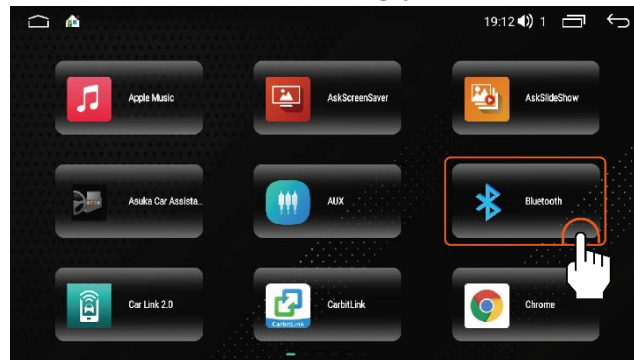 19:12 1
Apple Music
AskScreenSaver
AskSlideShow
Asuka Car Assista..
AUX
Bluetooth
Car Link 2.0
CarbitLink
CarbitLink
Chrome